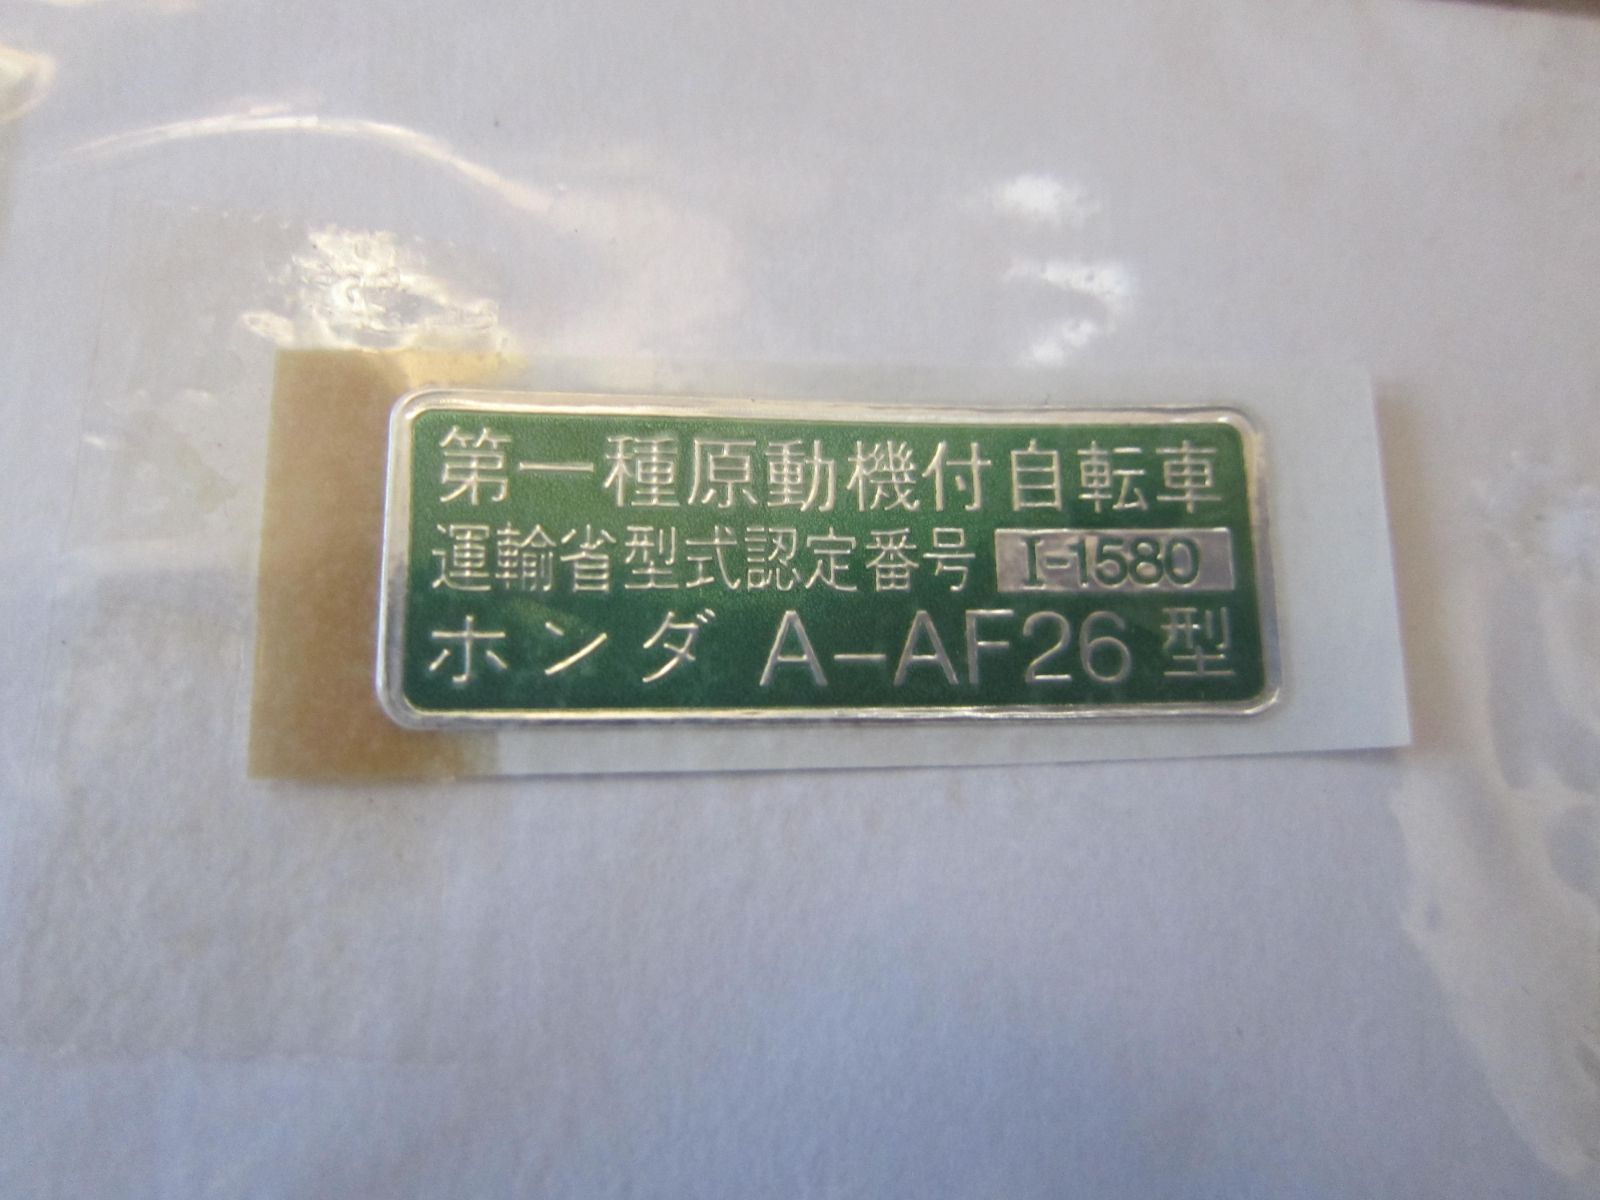 第一種原動機付自転車
運輸省型式認定番号 I-1580
ホンダ A-AF26 型